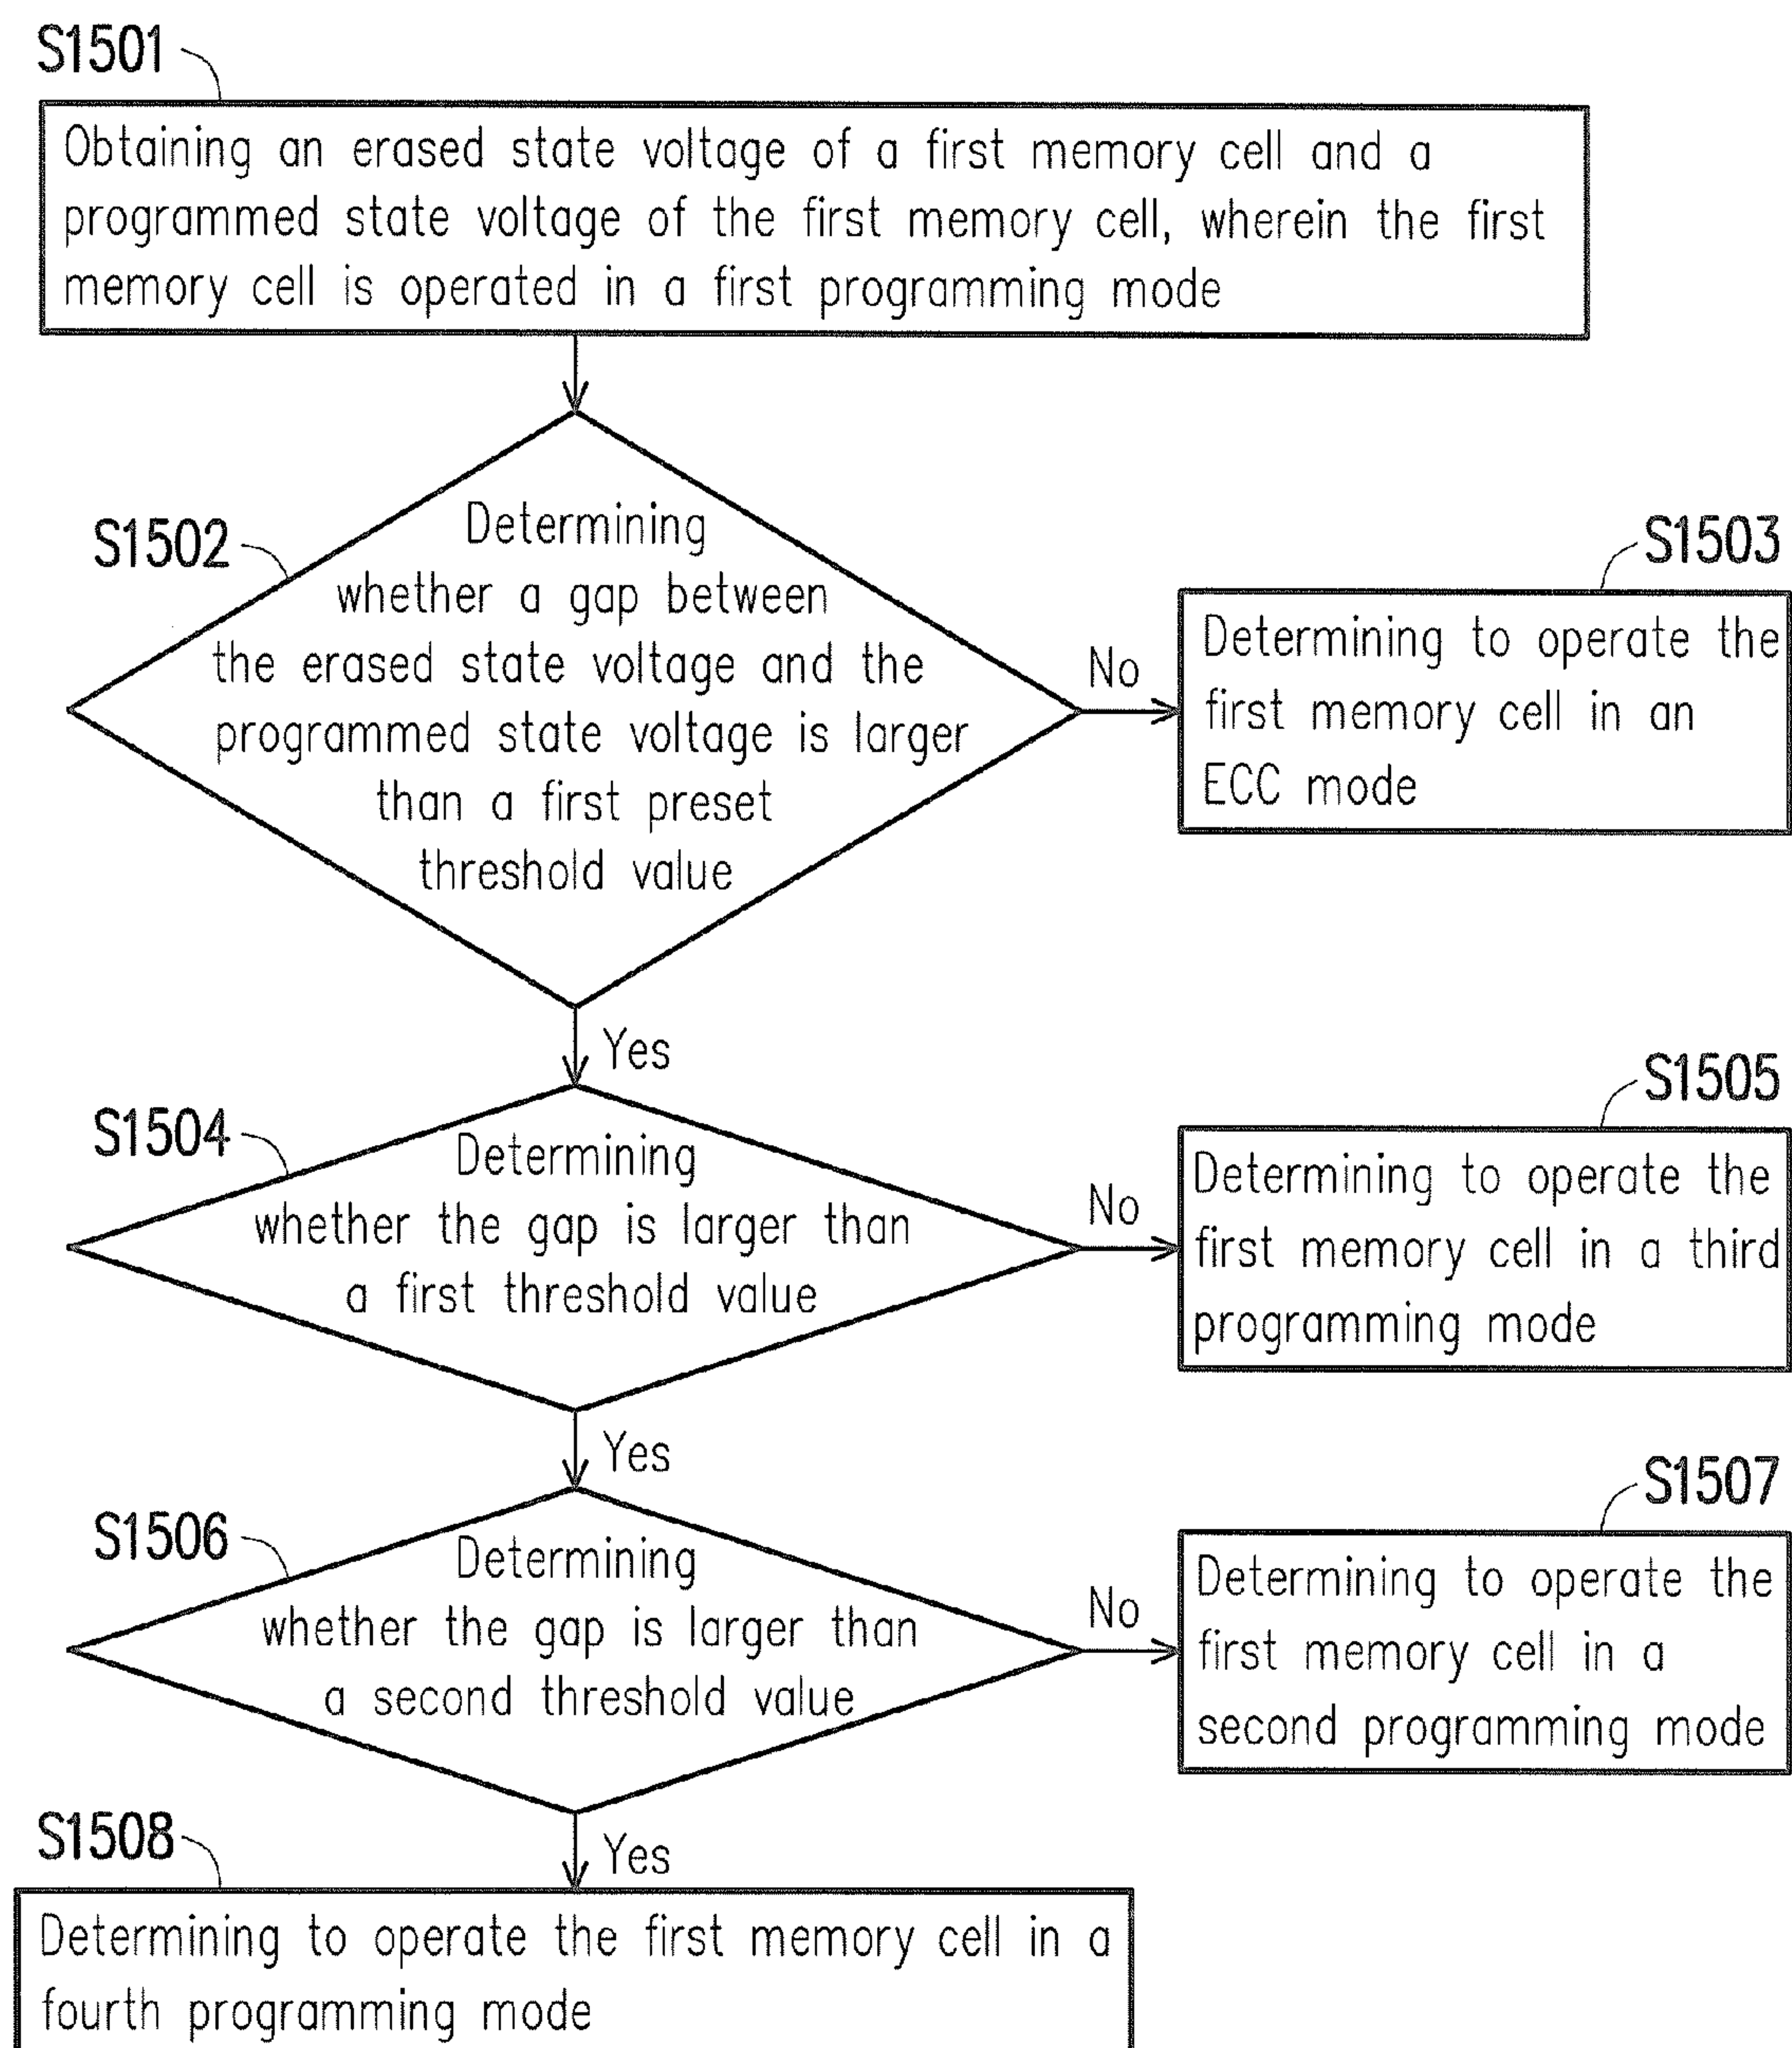 S1501
Obtaining an erased state voltage of a first memory cell and a
programmed state voltage of the first memory cell, wherein the first
memory cell is operated in a first programming mode
S1502
Determining
whether a gap between
the erased state voltage and the
programmed state voltage is larger
than a first preset
threshold value
No
S1503
Determining to operate the
first memory cell in an
ECC mode
Yes
S1504
Determining
whether the gap is larger than
a first threshold value
No
S1505
Determining to operate the
first memory cell in a third
programming mode
Yes
S1506
Determining
whether the gap is larger than
a second threshold value
No
S1507
Determining to operate the
first memory cell in a
second programming mode
Yes
S1508
Determining to operate the first memory cell in a
fourth programming mode